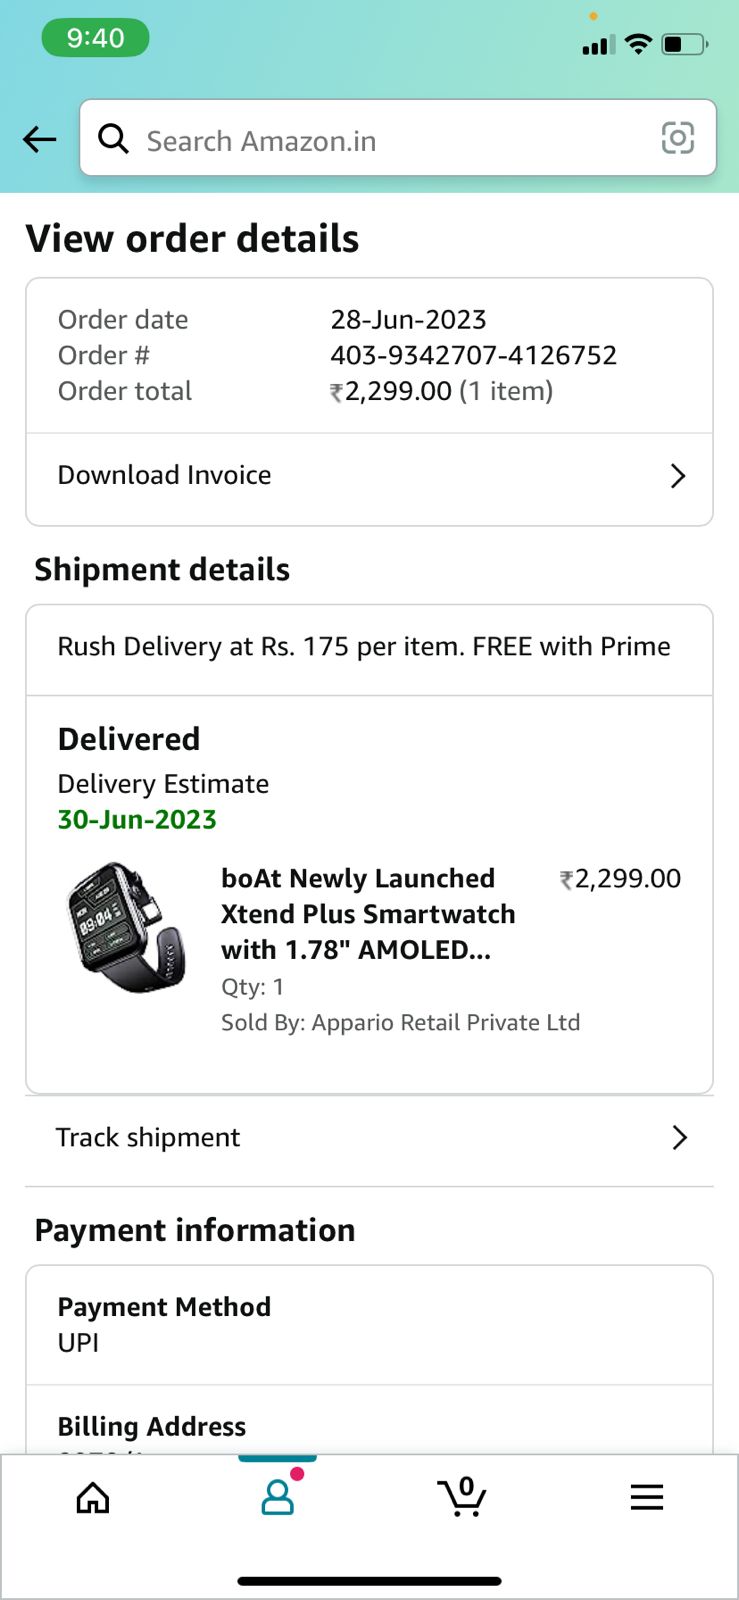 9:40
Search Amazon.in
View order details
Order date 28-Jun-2023
Order # 403-9342707-4126752
Order total ₹2,299.00 (1 item)
Download Invoice
Shipment details
Rush Delivery at Rs. 175 per item. FREE with Prime
Delivered
Delivery Estimate
30-Jun-2023
09:04
boAt Newly Launched ₹2,299.00
Xtend Plus Smartwatch
with 1.78" AMOLED...
Qty: 1
Sold By: Appario Retail Private Ltd
Track shipment
Payment information
Payment Method
UPI
Billing Address
0